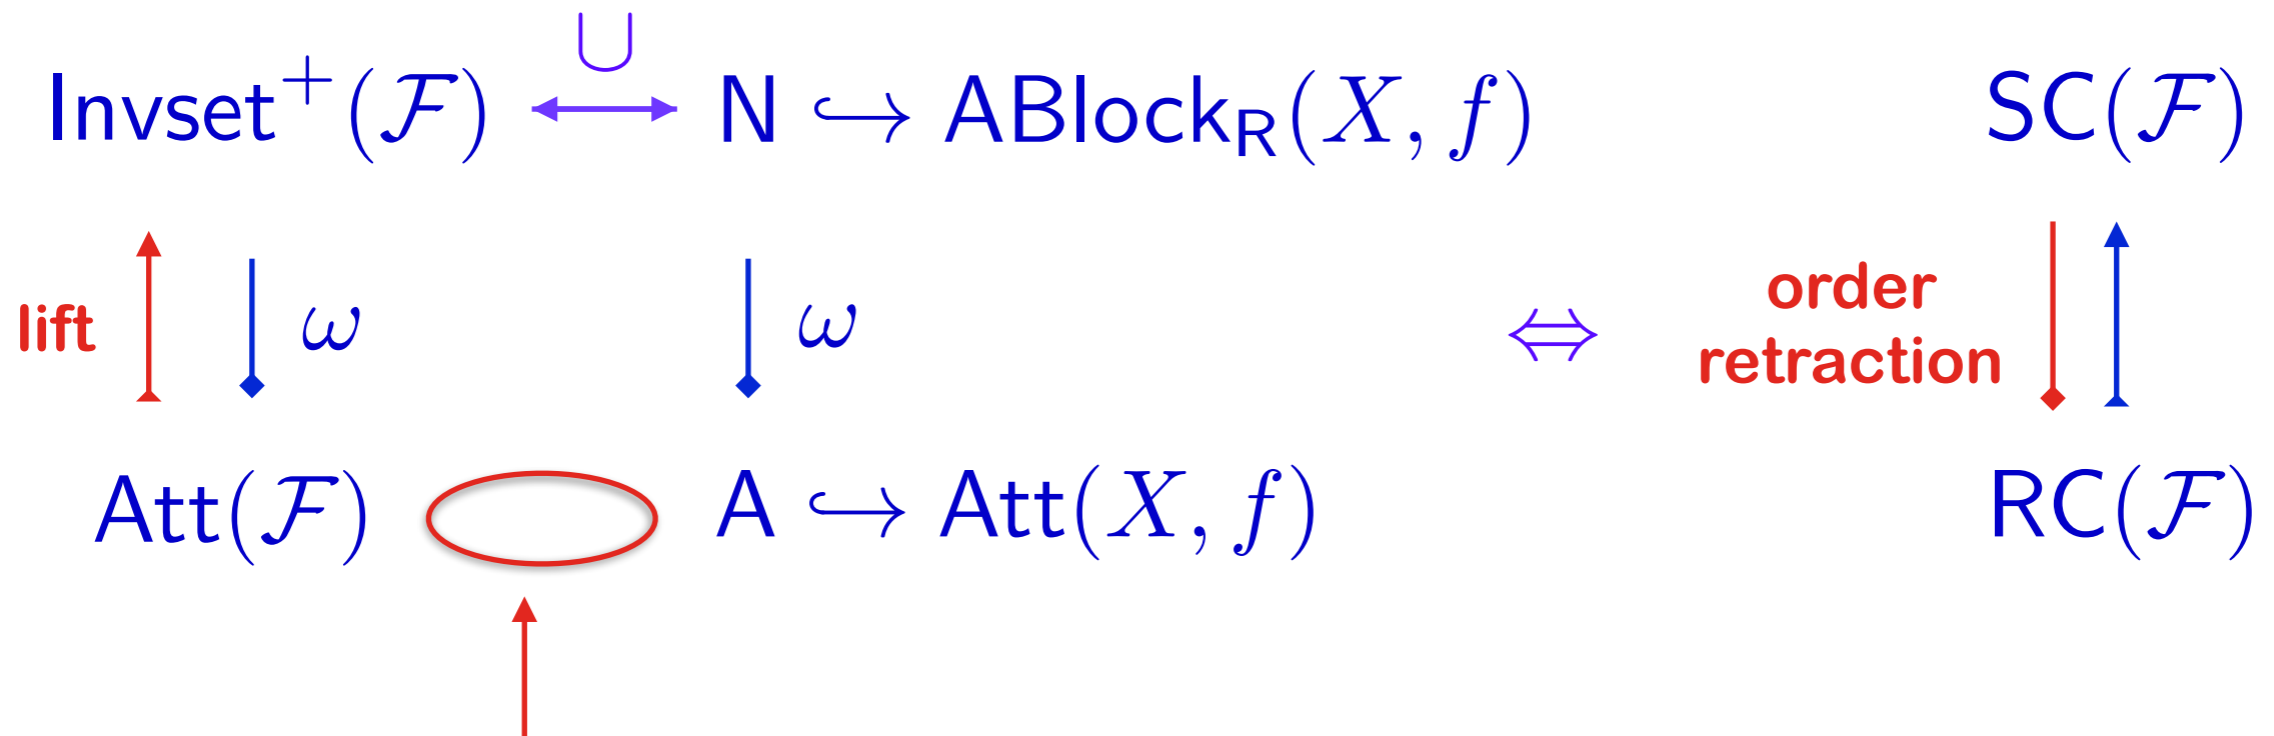 ∪
Invset⁺(ℱ) ↔ N ↪ ABlock_R(X, f) SC(ℱ)
lift ω ω ⇔ order retraction
Att(ℱ) A ↪ Att(X, f) RC(ℱ)